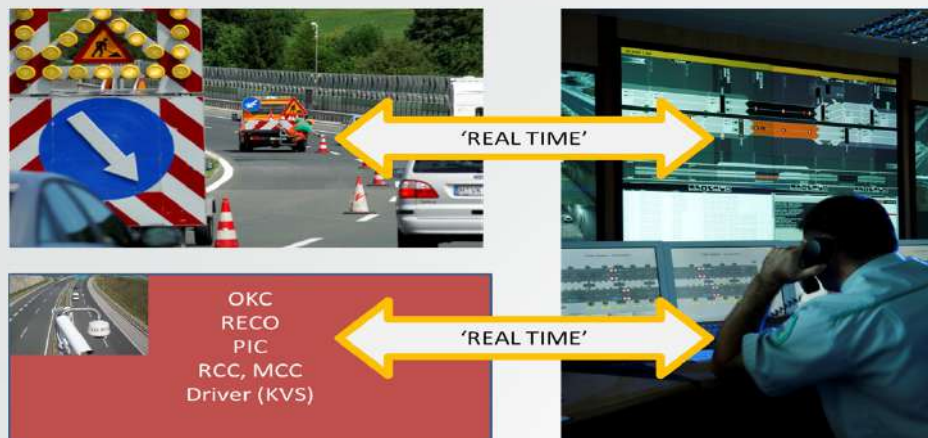 'REAL TIME'
OKC
RECO
PIC
RCC, MCC
Driver (KVS)
'REAL TIME'